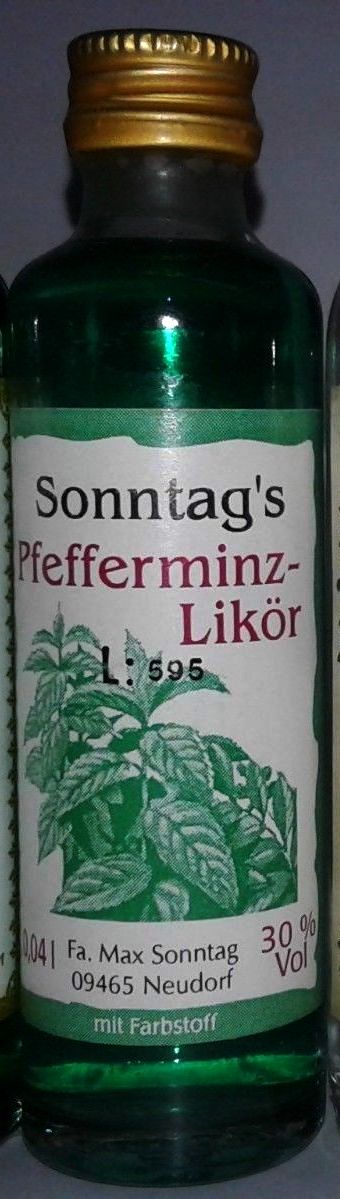 Sonntag's
Pfefferminz-
Likör
L: 595
0,04 l
Fa. Max Sonntag
09465 Neudorf
30 %
Vol
mit Farbstoff